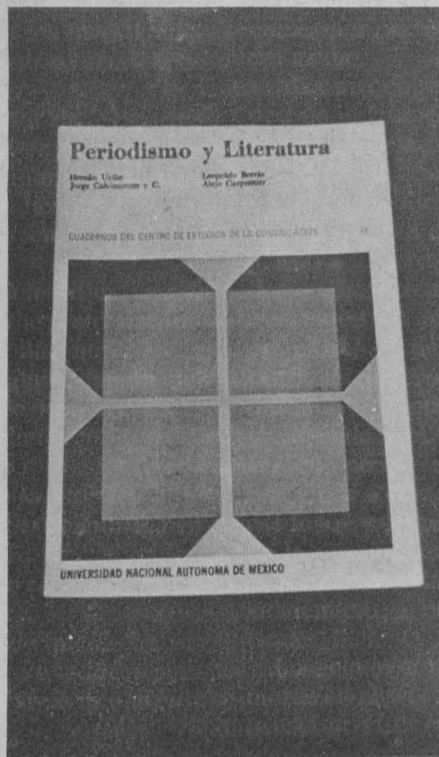 Periodismo y Literatura
Hernán Uribe Leopoldo Borrás
Jorge Calvimontes y C. Alejo Carpentier
CUADERNOS DEL CENTRO DE ESTUDIOS DE LA COMUNICACION
UNIVERSIDAD NACIONAL AUTONOMA DE MEXICO